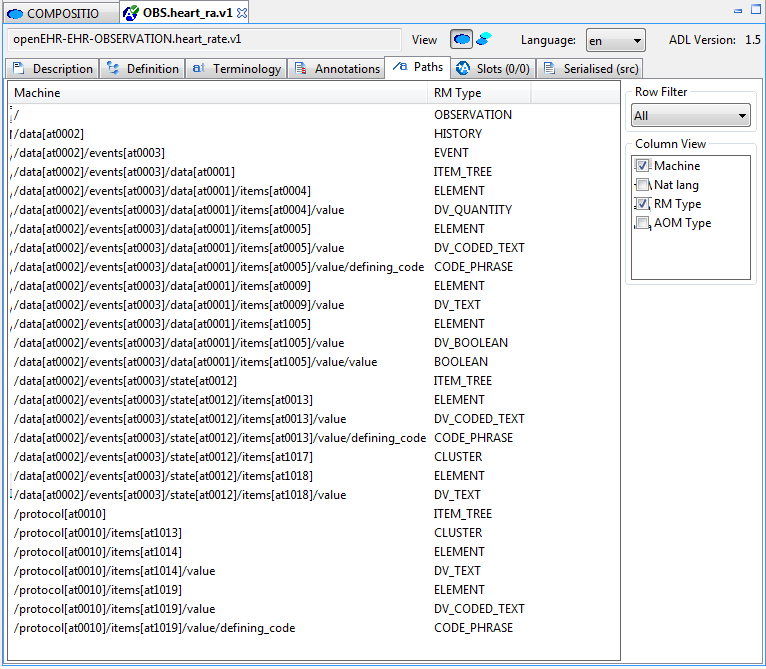 COMPOSITIO OBS.heart_ra.v1
openEHR-EHR-OBSERVATION.heart_rate.v1 View Language: en ADL Version: 1.5
Description Definition Terminology Annotations Paths Slots (0/0) Serialised (src)
Machine RM Type
/ OBSERVATION
/data[at0002] HISTORY
/data[at0002]/events[at0003] EVENT
/data[at0002]/events[at0003]/data[at0001] ITEM_TREE
/data[at0002]/events[at0003]/data[at0001]/items[at0004] ELEMENT
/data[at0002]/events[at0003]/data[at0001]/items[at0004]/value DV_QUANTITY
/data[at0002]/events[at0003]/data[at0001]/items[at0005] ELEMENT
/data[at0002]/events[at0003]/data[at0001]/items[at0005]/value DV_CODED_TEXT
/data[at0002]/events[at0003]/data[at0001]/items[at0005]/value/defining_code CODE_PHRASE
/data[at0002]/events[at0003]/data[at0001]/items[at0009] ELEMENT
/data[at0002]/events[at0003]/data[at0001]/items[at0009]/value DV_TEXT
/data[at0002]/events[at0003]/data[at0001]/items[at1005] ELEMENT
/data[at0002]/events[at0003]/data[at0001]/items[at1005]/value DV_BOOLEAN
/data[at0002]/events[at0003]/data[at0001]/items[at1005]/value/value BOOLEAN
/data[at0002]/events[at0003]/state[at0012] ITEM_TREE
/data[at0002]/events[at0003]/state[at0012]/items[at0013] ELEMENT
/data[at0002]/events[at0003]/state[at0012]/items[at0013]/value DV_CODED_TEXT
/data[at0002]/events[at0003]/state[at0012]/items[at0013]/value/defining_code CODE_PHRASE
/data[at0002]/events[at0003]/state[at0012]/items[at1017] CLUSTER
/data[at0002]/events[at0003]/state[at0012]/items[at1018] ELEMENT
/data[at0002]/events[at0003]/state[at0012]/items[at1018]/value DV_TEXT
/protocol[at0010] ITEM_TREE
/protocol[at0010]/items[at1013] CLUSTER
/protocol[at0010]/items[at1014] ELEMENT
/protocol[at0010]/items[at1014]/value DV_TEXT
/protocol[at0010]/items[at1019] ELEMENT
/protocol[at0010]/items[at1019]/value DV_CODED_TEXT
/protocol[at0010]/items[at1019]/value/defining_code CODE_PHRASE
Row Filter
All
Column View
Machine
Nat lang
RM Type
AOM Type